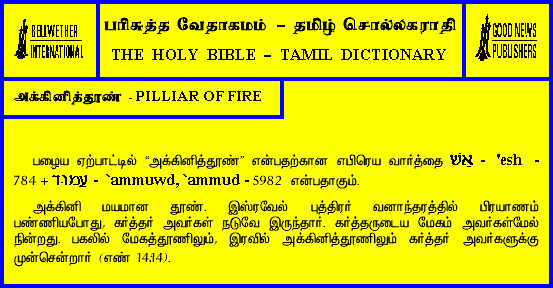 BELLWETHER
INTERNATIONAL
பரிசுத்த வேதாகமம் – தமிழ் சொல்லகராதி
THE HOLY BIBLE – TAMIL DICTIONARY
GOOD NEWS
PUBLISHERS
அக்கினித்தூண் - PILLIAR OF FIRE
பழைய ஏற்பாட்டில் “அக்கினித்தூண்” என்பதற்கான எபிரெய வார்த்தை אֵשׁ - 'esh -
784 + עַמּוּד - `ammuwd, `ammud - 5982 என்பதாகும்.
அக்கினி மயமான தூண். இஸ்ரவேல் புத்திரர் வனாந்தரத்தில் பிரயாணம்
பண்ணியபோது, கர்த்தர் அவர்கள் நடுவே இருந்தார். கர்த்தருடைய மேகம் அவர்கள்மேல்
நின்றது. பகலில் மேகத்தூணிலும், இரவில் அக்கினித்தூணிலும் கர்த்தர் அவர்களுக்கு
முன்சென்றார் (எண் 14:14).